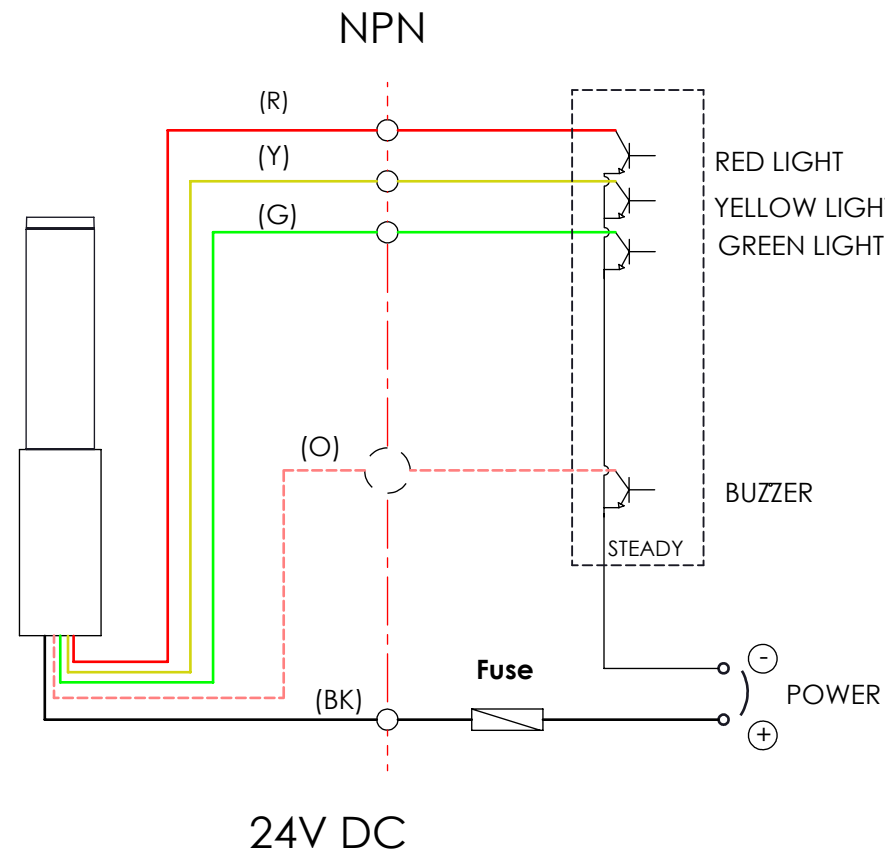 NPN
(R)
(Y)
(G)
RED LIGHT
YELLOW LIGH
GREEN LIGHT
(O)
BUZZER
STEADY
Fuse
(BK)
-
POWER
+
24V DC